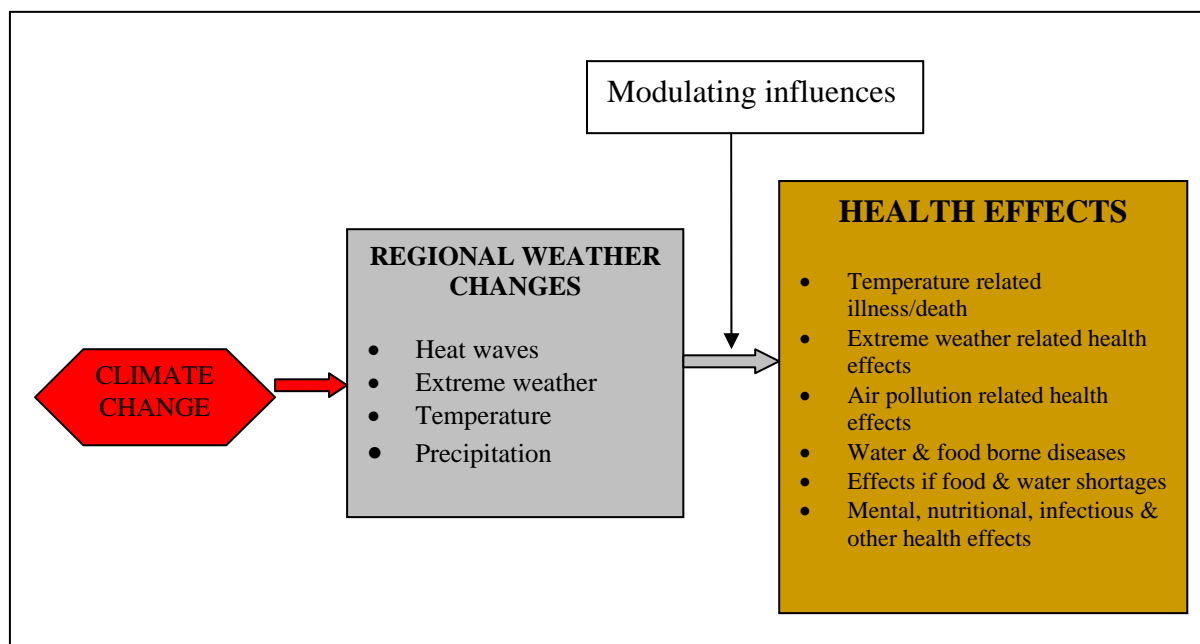 Modulating influences
CLIMATE
CHANGE
REGIONAL WEATHER
CHANGES
• Heat waves
• Extreme weather
• Temperature
• Precipitation
HEALTH EFFECTS
• Temperature related
illness/death
• Extreme weather related health
effects
• Air pollution related health
effects
• Water & food borne diseases
• Effects if food & water shortages
• Mental, nutritional, infectious &
other health effects